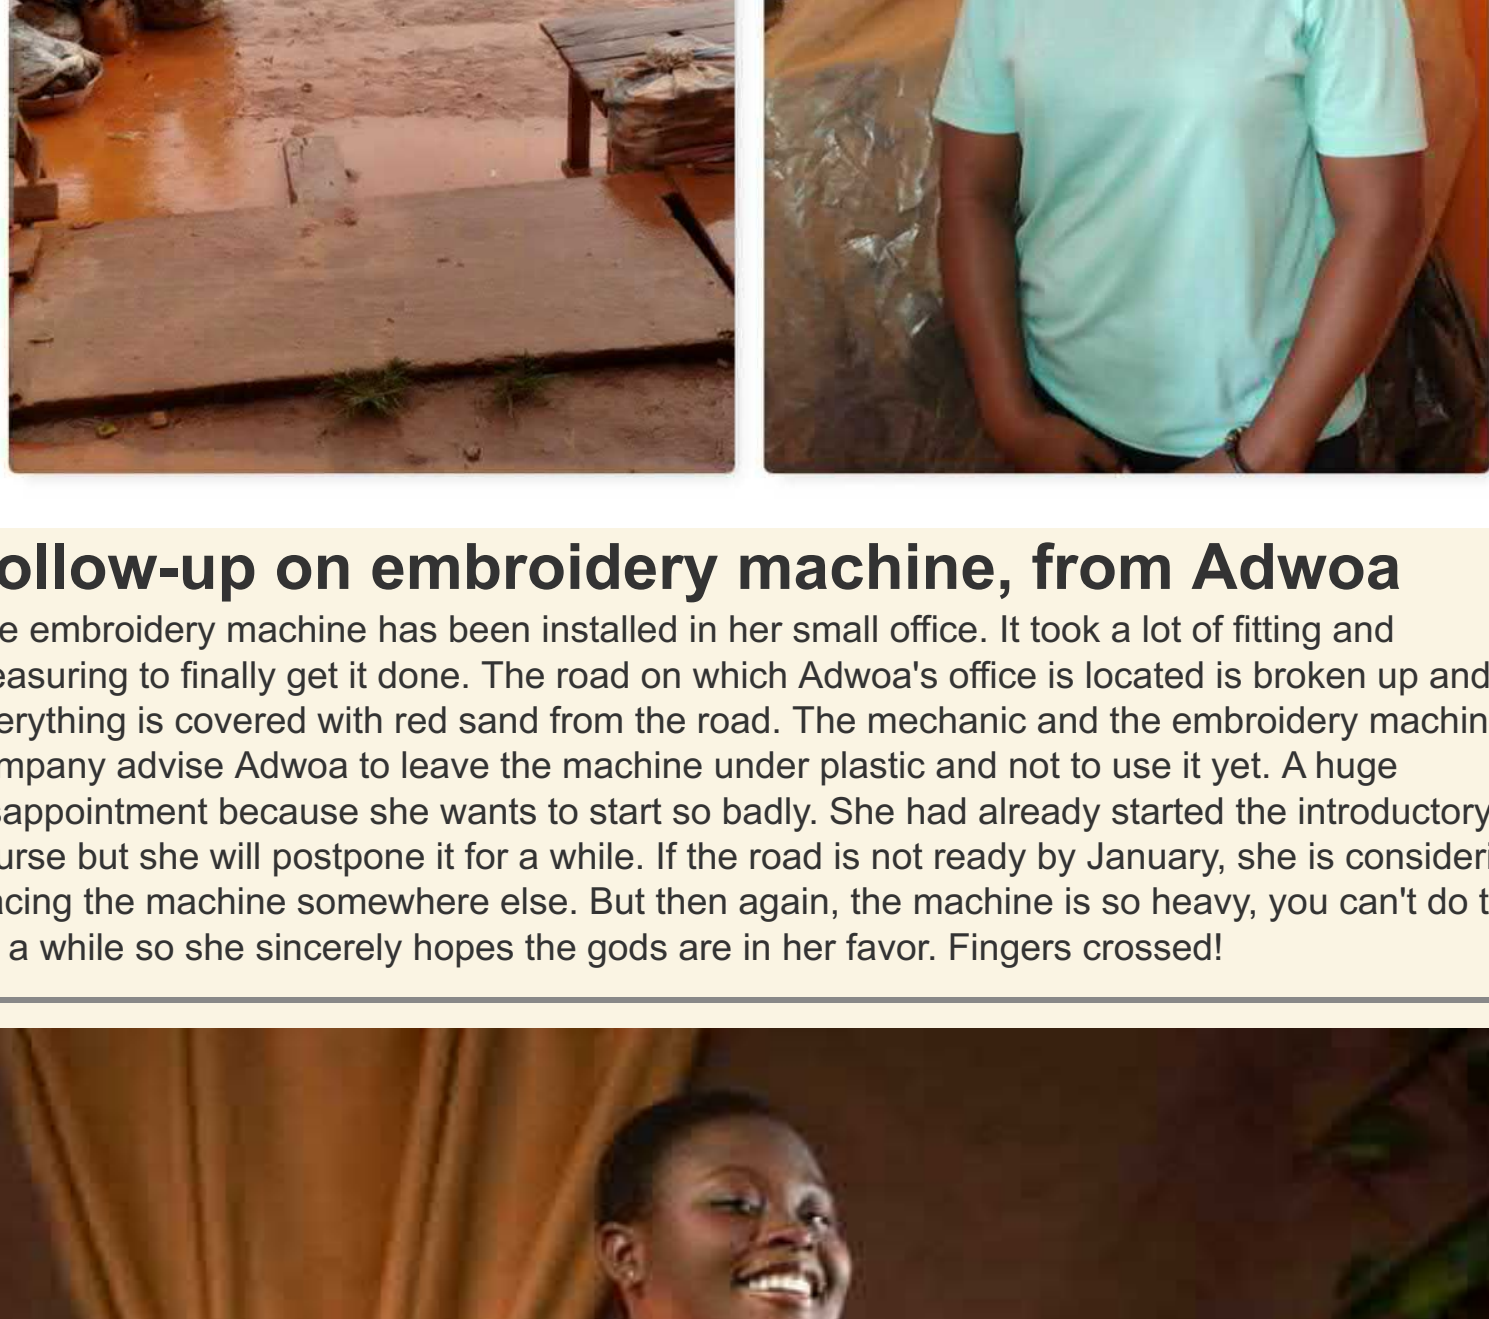 ollow-up on embroidery machine, from Adwoa
e embroidery machine has been installed in her small office. It took a lot of fitting and
easuring to finally get it done. The road on which Adwoa's office is located is broken up and
erything is covered with red sand from the road. The mechanic and the embroidery machin
mpany advise Adwoa to leave the machine under plastic and not to use it yet. A huge
sappointment because she wants to start so badly. She had already started the introductory
urse but she will postpone it for a while. If the road is not ready by January, she is consideri
acing the machine somewhere else. But then again, the machine is so heavy, you can't do t
a while so she sincerely hopes the gods are in her favor. Fingers crossed!